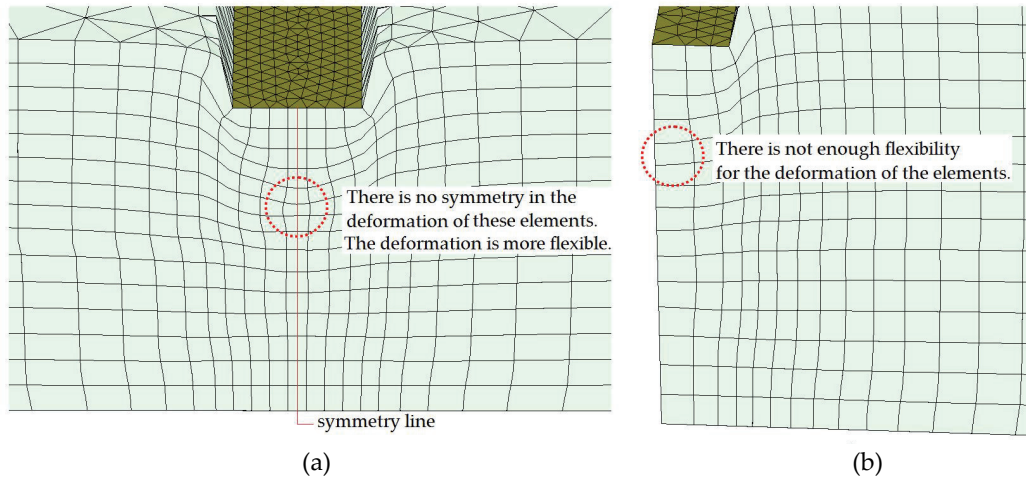 There is no symmetry in the
deformation of these elements.
The deformation is more flexible.
symmetry line
(a)
There is not enough flexibility
for the deformation of the elements.
(b)